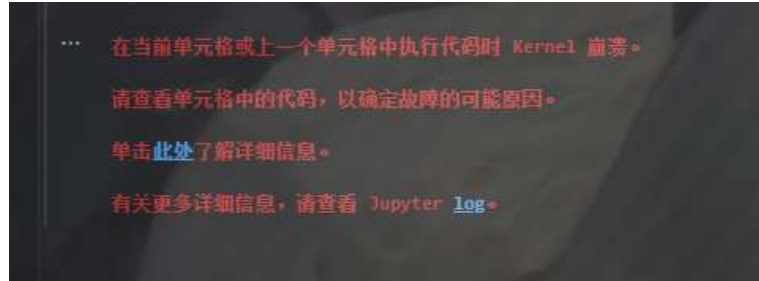 ... 在当前单元格或上一个单元格中执行代码时 Kernel 崩溃。
请查看单元格中的代码，以确定故障的可能原因。
单击此处了解详细信息。
有关更多详细信息，请查看 Jupyter log。